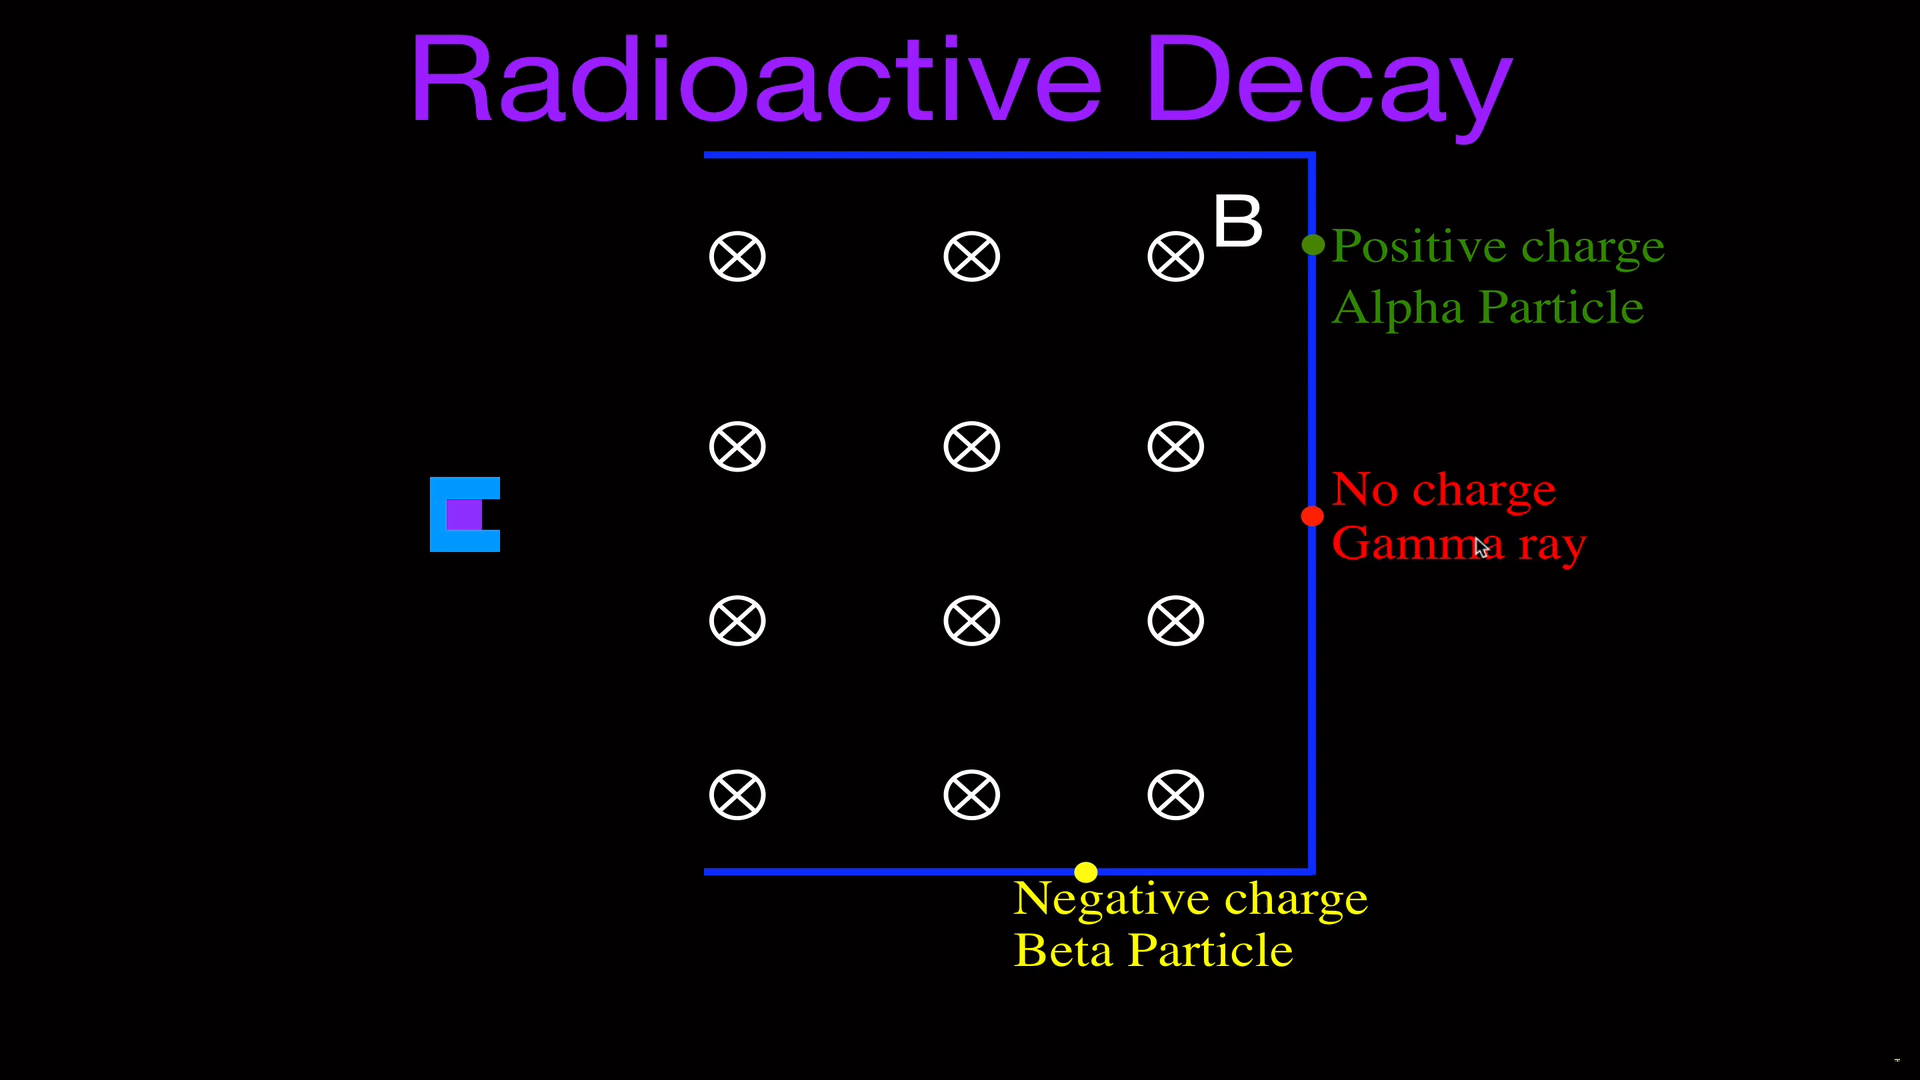 Radioactive Decay
B
Positive charge
Alpha Particle
No charge
Gamma ray
Negative charge
Beta Particle